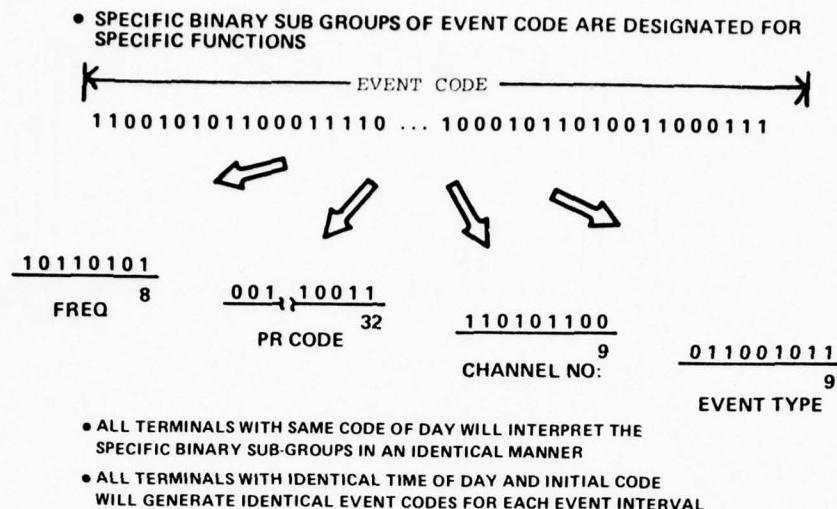 • SPECIFIC BINARY SUB GROUPS OF EVENT CODE ARE DESIGNATED FOR
SPECIFIC FUNCTIONS
EVENT CODE
110010101100011110 ... 10001011010011000111
10110101
8
FREQ
001 10011
32
PR CODE
110101100
9
CHANNEL NO:
011001011
9
EVENT TYPE
• ALL TERMINALS WITH SAME CODE OF DAY WILL INTERPRET THE
SPECIFIC BINARY SUB-GROUPS IN AN IDENTICAL MANNER
• ALL TERMINALS WITH IDENTICAL TIME OF DAY AND INITIAL CODE
WILL GENERATE IDENTICAL EVENT CODES FOR EACH EVENT INTERVAL